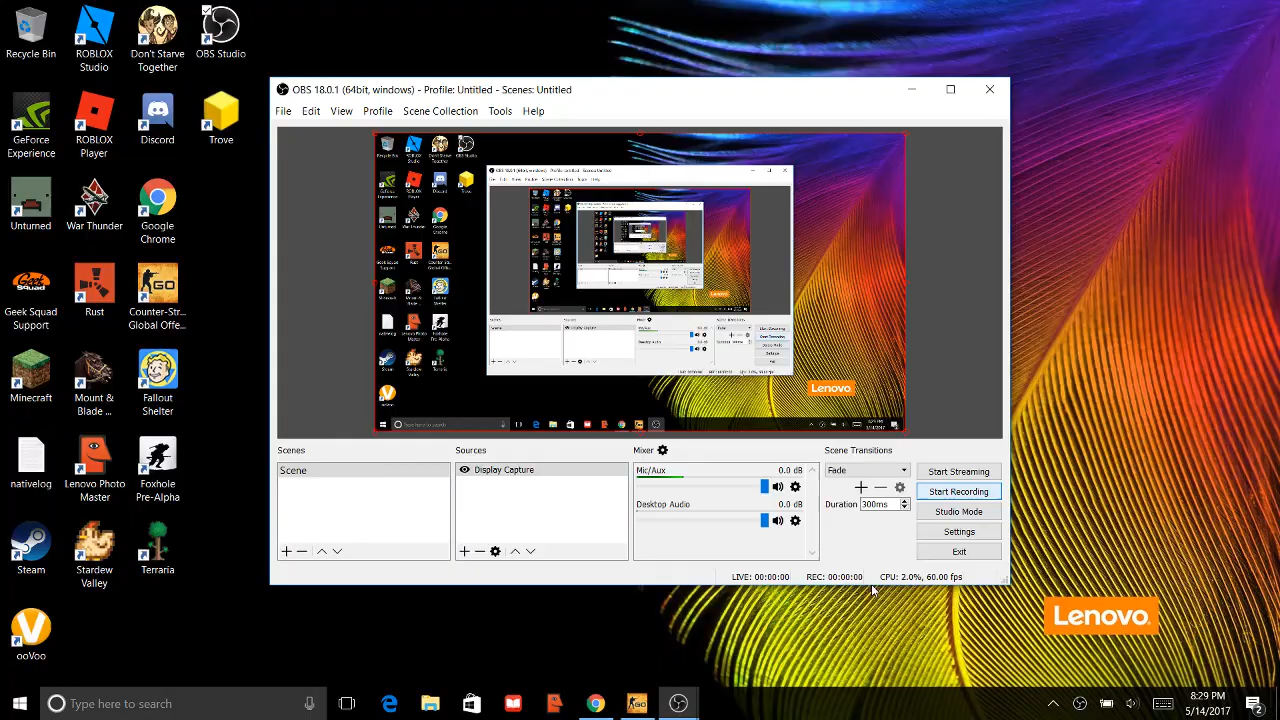 Recycle Bin
ROBLOX Studio
Don't Starve Together
OBS Studio
GeForce Experience
ROBLOX Player
Discord
Trove
Unturned
War Thunder
Google Chrome
Geek Squad
Geek Squad Support
Rust
GO
Counter-Str... Global Offe...
Minecraft
Mount & Blade ...
Fallout Shelter
nativelog
Lenovo Photo Master
Foxhole Pre-Alpha
Steam
Stardew Valley
Terraria
ooVoo
OBS 18.0.1 (64bit, windows) - Profile: Untitled - Scenes: Untitled
File Edit View Profile Scene Collection Tools Help
Lenovo
Scenes
Scene
Sources
Display Capture
Mixer
Mic/Aux 0.0 dB
Desktop Audio 0.0 dB
Scene Transitions
Fade
Duration 300ms
Start Streaming
Start Recording
Studio Mode
Settings
Exit
LIVE: 00:00:00 REC: 00:00:00 CPU: 2.0%, 60.00 fps
Lenovo
Type here to search
GO
8:29 PM
5/14/2017
2